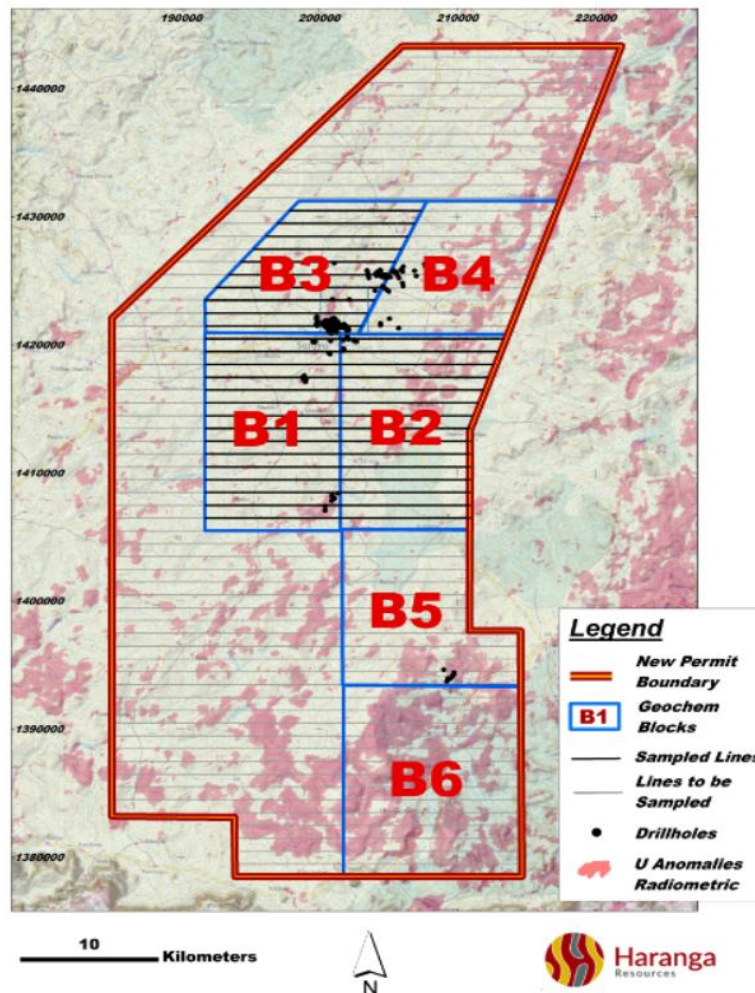 190000 200000 210000 220000
1440000
1430000
B3 B4
1420000
B1 B2
1410000
1400000
B5
Legend
New Permit
Boundary
B1 Geochem
Blocks
1390000
Sampled Lines
Lines to be
Sampled
B6
Drillholes
1380000
U Anomalies
Radiometric
10
Kilometers
N
Haranga
Resources